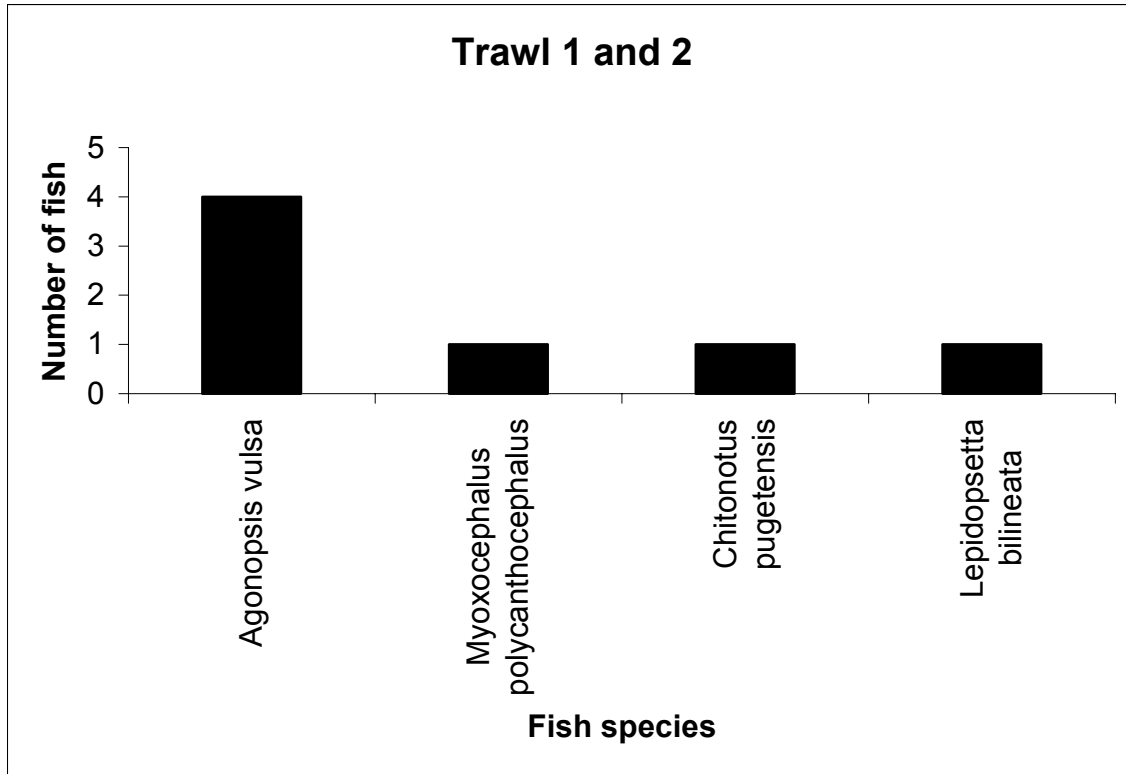 Trawl 1 and 2
Number of fish
5
4
3
2
1
0
Agonopsis vulsa
Myoxocephalus
polycanthocephalus
Chitonotus
pugetensis
Lepidopsetta
bilineata
Fish species